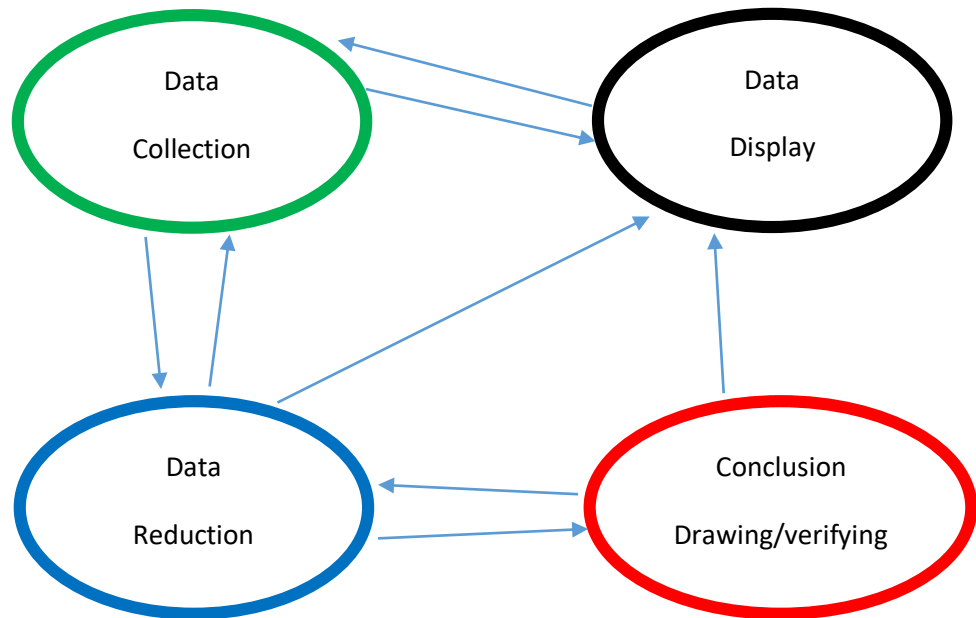 Data
Collection
Data
Display
Data
Reduction
Conclusion
Drawing/verifying